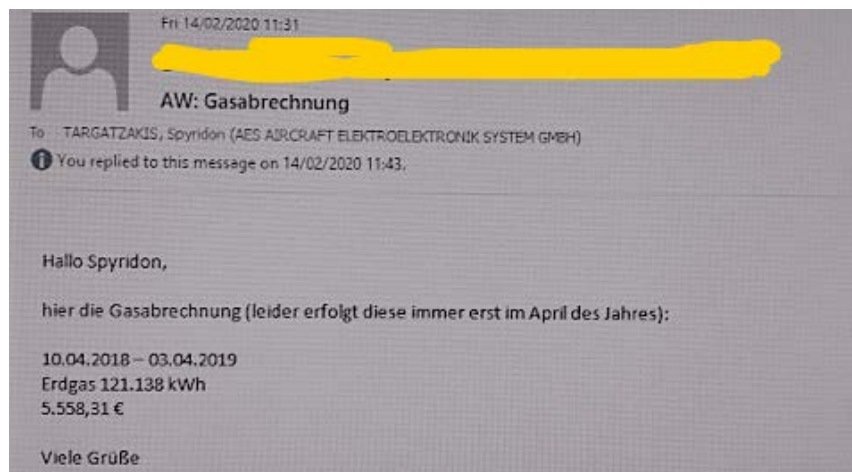 Fri 14/02/2020 11:31
AW: Gasabrechnung
To TARGATZAKIS, Spyridon (AES AIRCRAFT ELEKTROELEKTRONIK SYSTEM GMBH)
You replied to this message on 14/02/2020 11:43.
Hallo Spyridon,
hier die Gasabrechnung (leider erfolgt diese immer erst im April des Jahres):
10.04.2018 – 03.04.2019
Erdgas 121.138 kWh
5.558,31 €
Viele Grüße